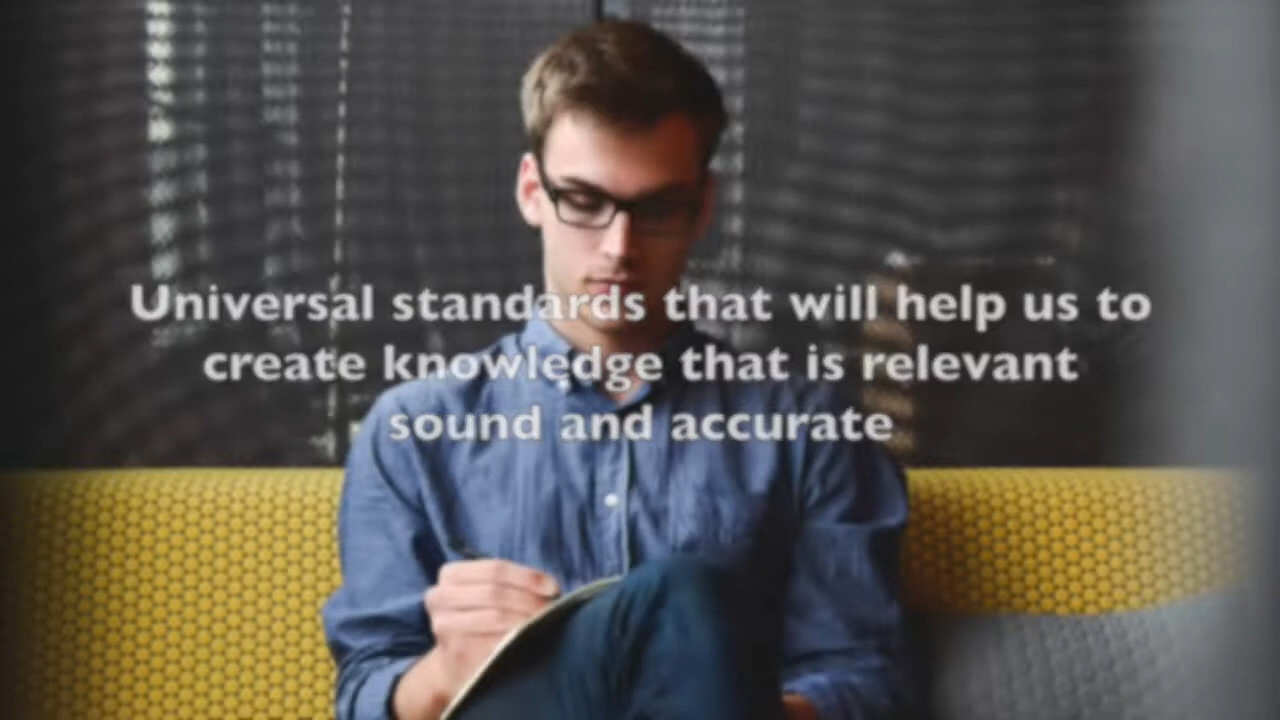 Universal standards that will help us to
create knowledge that is relevant
sound and accurate